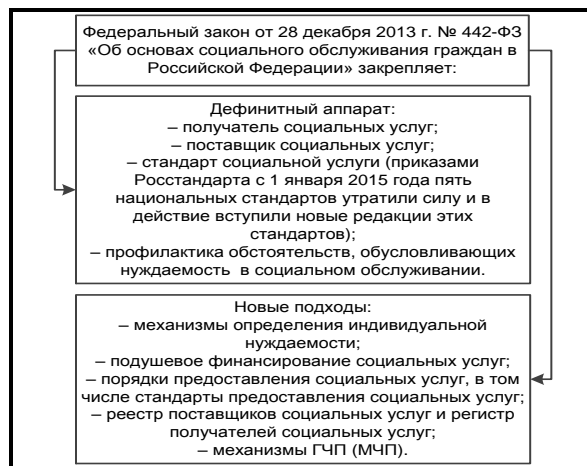 Федеральный закон от 28 декабря 2013 г. № 442-ФЗ
«Об основах социального обслуживания граждан в
Российской Федерации» закрепляет:
Дефинитный аппарат:
– получатель социальных услуг;
– поставщик социальных услуг;
– стандарт социальной услуги (приказами
Росстандарта с 1 января 2015 года пять
национальных стандартов утратили силу и в
действие вступили новые редакции этих
стандартов);
– профилактика обстоятельств, обусловливающих
нуждаемость в социальном обслуживании.
Новые подходы:
– механизмы определения индивидуальной
нуждаемости;
– подушевое финансирование социальных услуг;
– порядки предоставления социальных услуг, в том
числе стандарты предоставления социальных услуг;
– реестр поставщиков социальных услуг и регистр
получателей социальных услуг;
– механизмы ГЧП (МЧП).